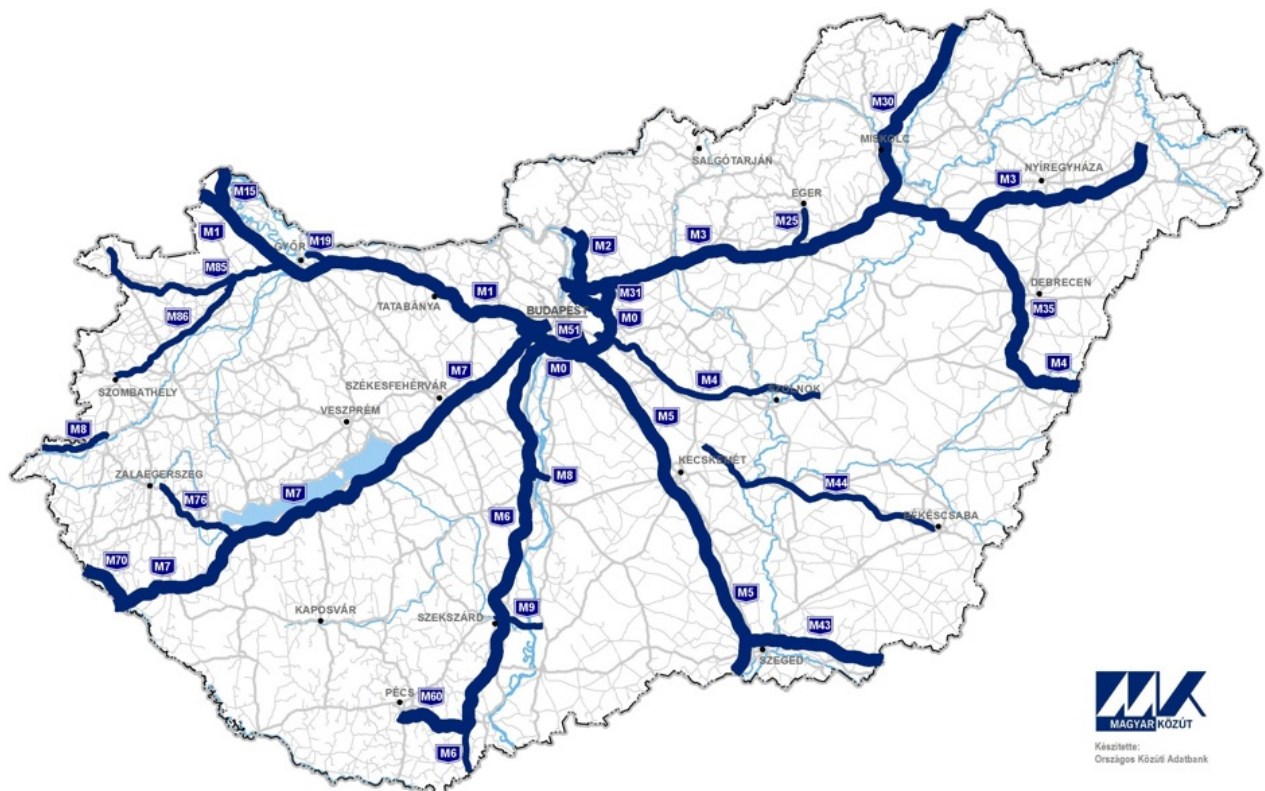 M30
MISKOLC
SALGÓTARJÁN
NYÍREGYHÁZA
M3
M15
EGER
M25
M1
M19
M2
M3
GYŐR
M85
M1
M31
DEBRECEN
TATABÁNYA
BUDAPEST
M35
M86
M51
M0
M0
M7
M4
M4
SZOMBATHELY
SZÉKESFEHÉRVÁR
SZOLNOK
VESZPRÉM
M5
M8
ZALAEGERSZEG
KECSKEMÉT
M8
M44
M76
M7
M6
BÉKÉSCSABA
M70
M7
M5
KAPOSVÁR
SZEKSZÁRD
M9
M43
SZEGED
PÉCS
M60
M6
MK
MAGYAR KÖZÚT
Készítette:
Országos Közúti Adatbank